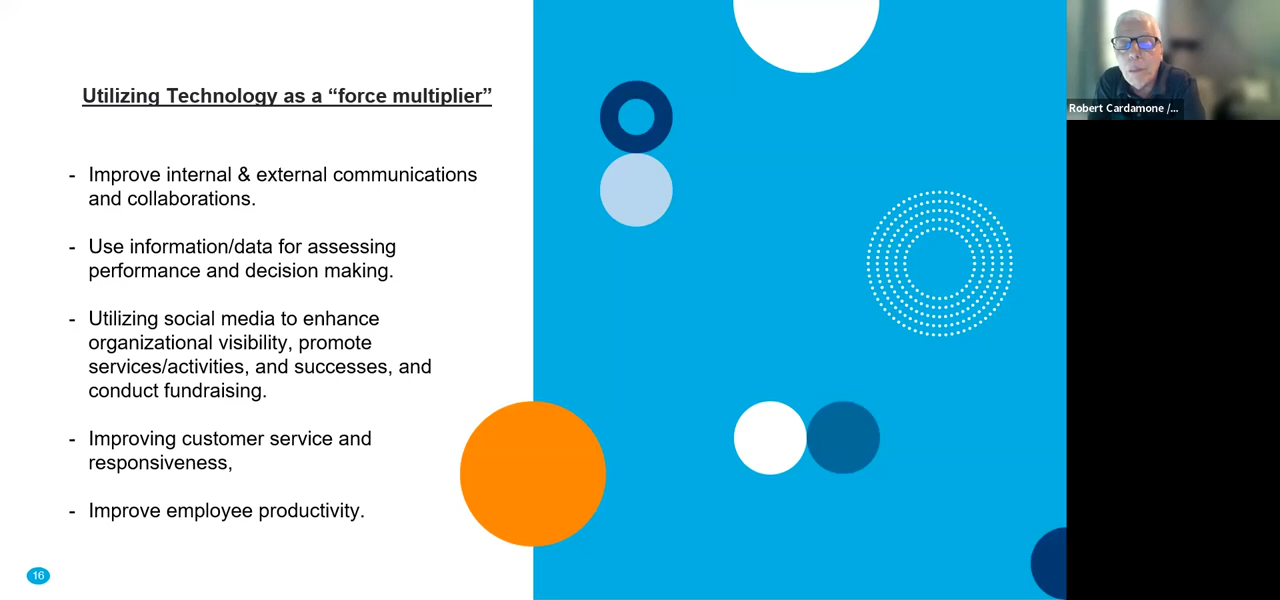 Utilizing Technology as a “force multiplier”
- Improve internal & external communications
and collaborations.
- Use information/data for assessing
performance and decision making.
- Utilizing social media to enhance
organizational visibility, promote
services/activities, and successes, and
conduct fundraising.
- Improving customer service and
responsiveness,
- Improve employee productivity.
16
Robert Cardamone /...